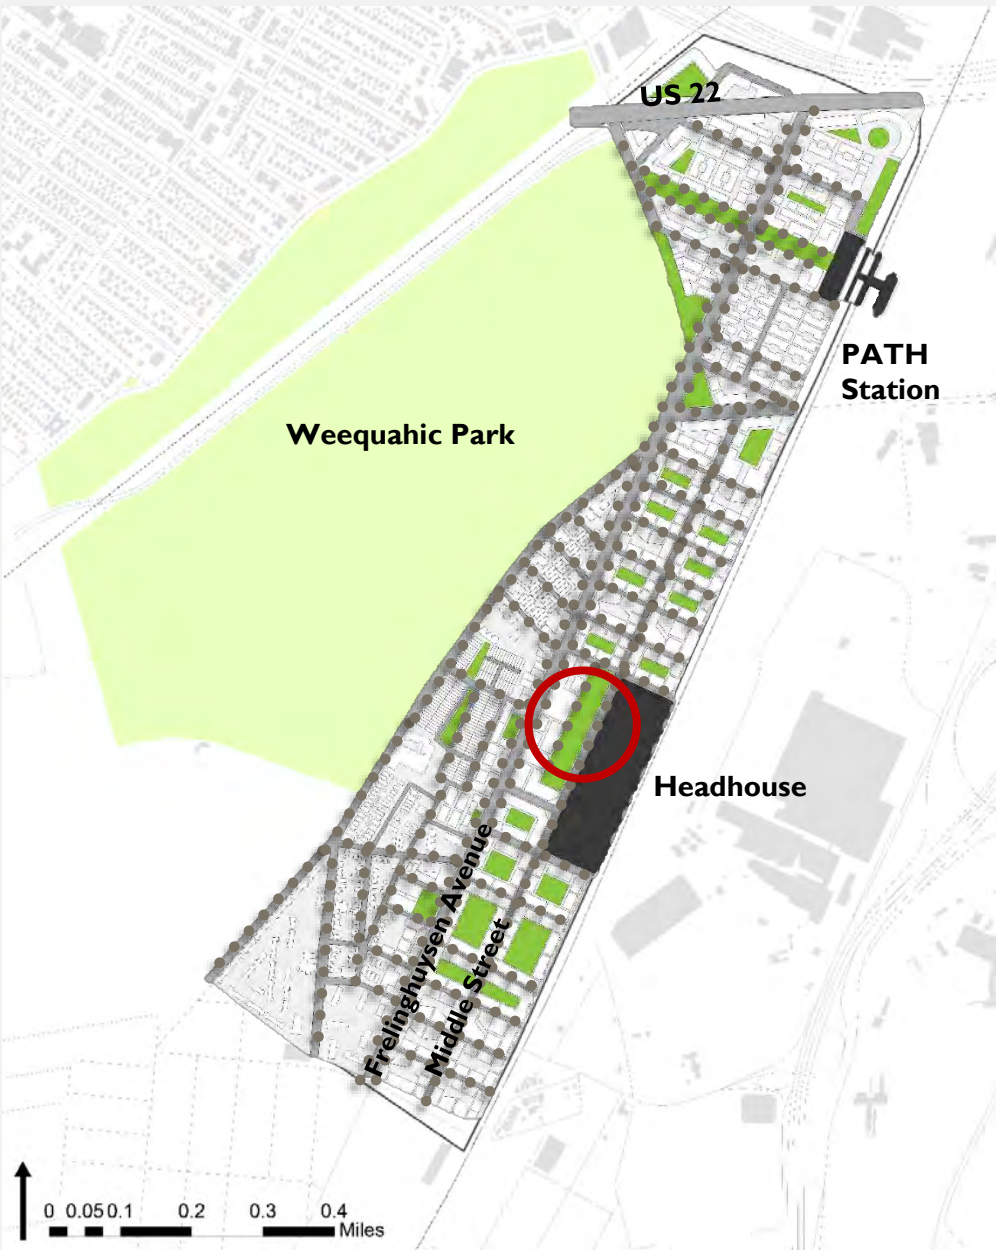 US 22
PATH
Station
Weequahic Park
Headhouse
Frelinghuysen Avenue
Middle Street
0 0.05 0.1 0.2 0.3 0.4
Miles